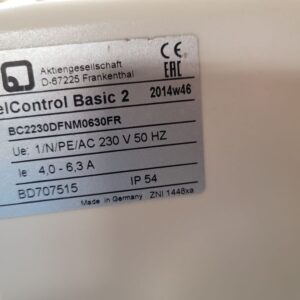 Aktiengesellschaft
D-67225 Frankenthal
CE
EAC
elControl Basic 2 2014w46
BC2230DFNM0630FR
Ue: 1/N/PE/AC 230 V 50 HZ
Ie 4,0 - 6,3 A
BD707515 IP 54
Made in Germany ZNI 1448xa